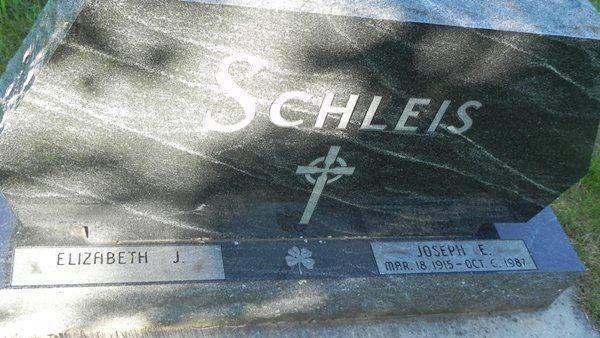 SCHLEIS
ELIZABETH J.
JOSEPH E.
MAR. 18, 1915 - OCT. 6, 1987